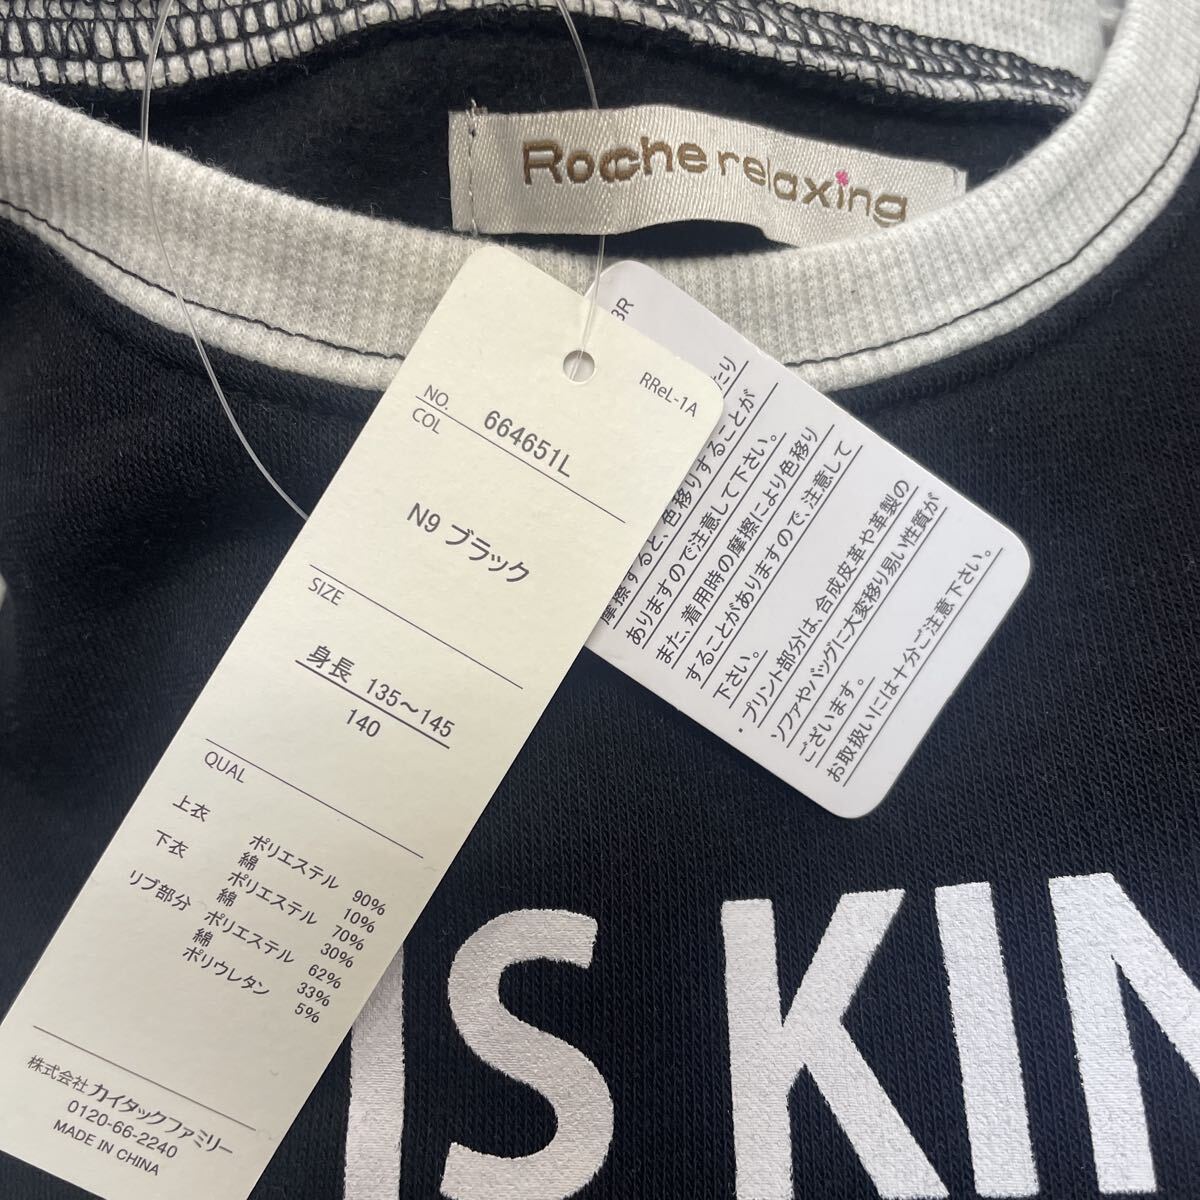 Roche relaxing
RReL-1A
NO. 664651L
COL
N9 ブラック
SIZE
身長 135～145
140
QUAL
上衣 ポリエステル 90%
綿 10%
下衣 ポリエステル 70%
綿 30%
リブ部分 ポリエステル 62%
綿 33%
ポリウレタン 5%
株式会社 カイタックファミリー
0120-66-2240
MADE IN CHINA
摩擦すると、色移りすることが
ありますので注意して下さい。
また、着用時の摩擦により色移り
することがありますので、注意して
下さい。
・プリント部分は、合成皮革や革製の
ソファやバッグに大変移り易い性質が
ございます。
お取扱いには十分ご注意下さい。
IS KIN